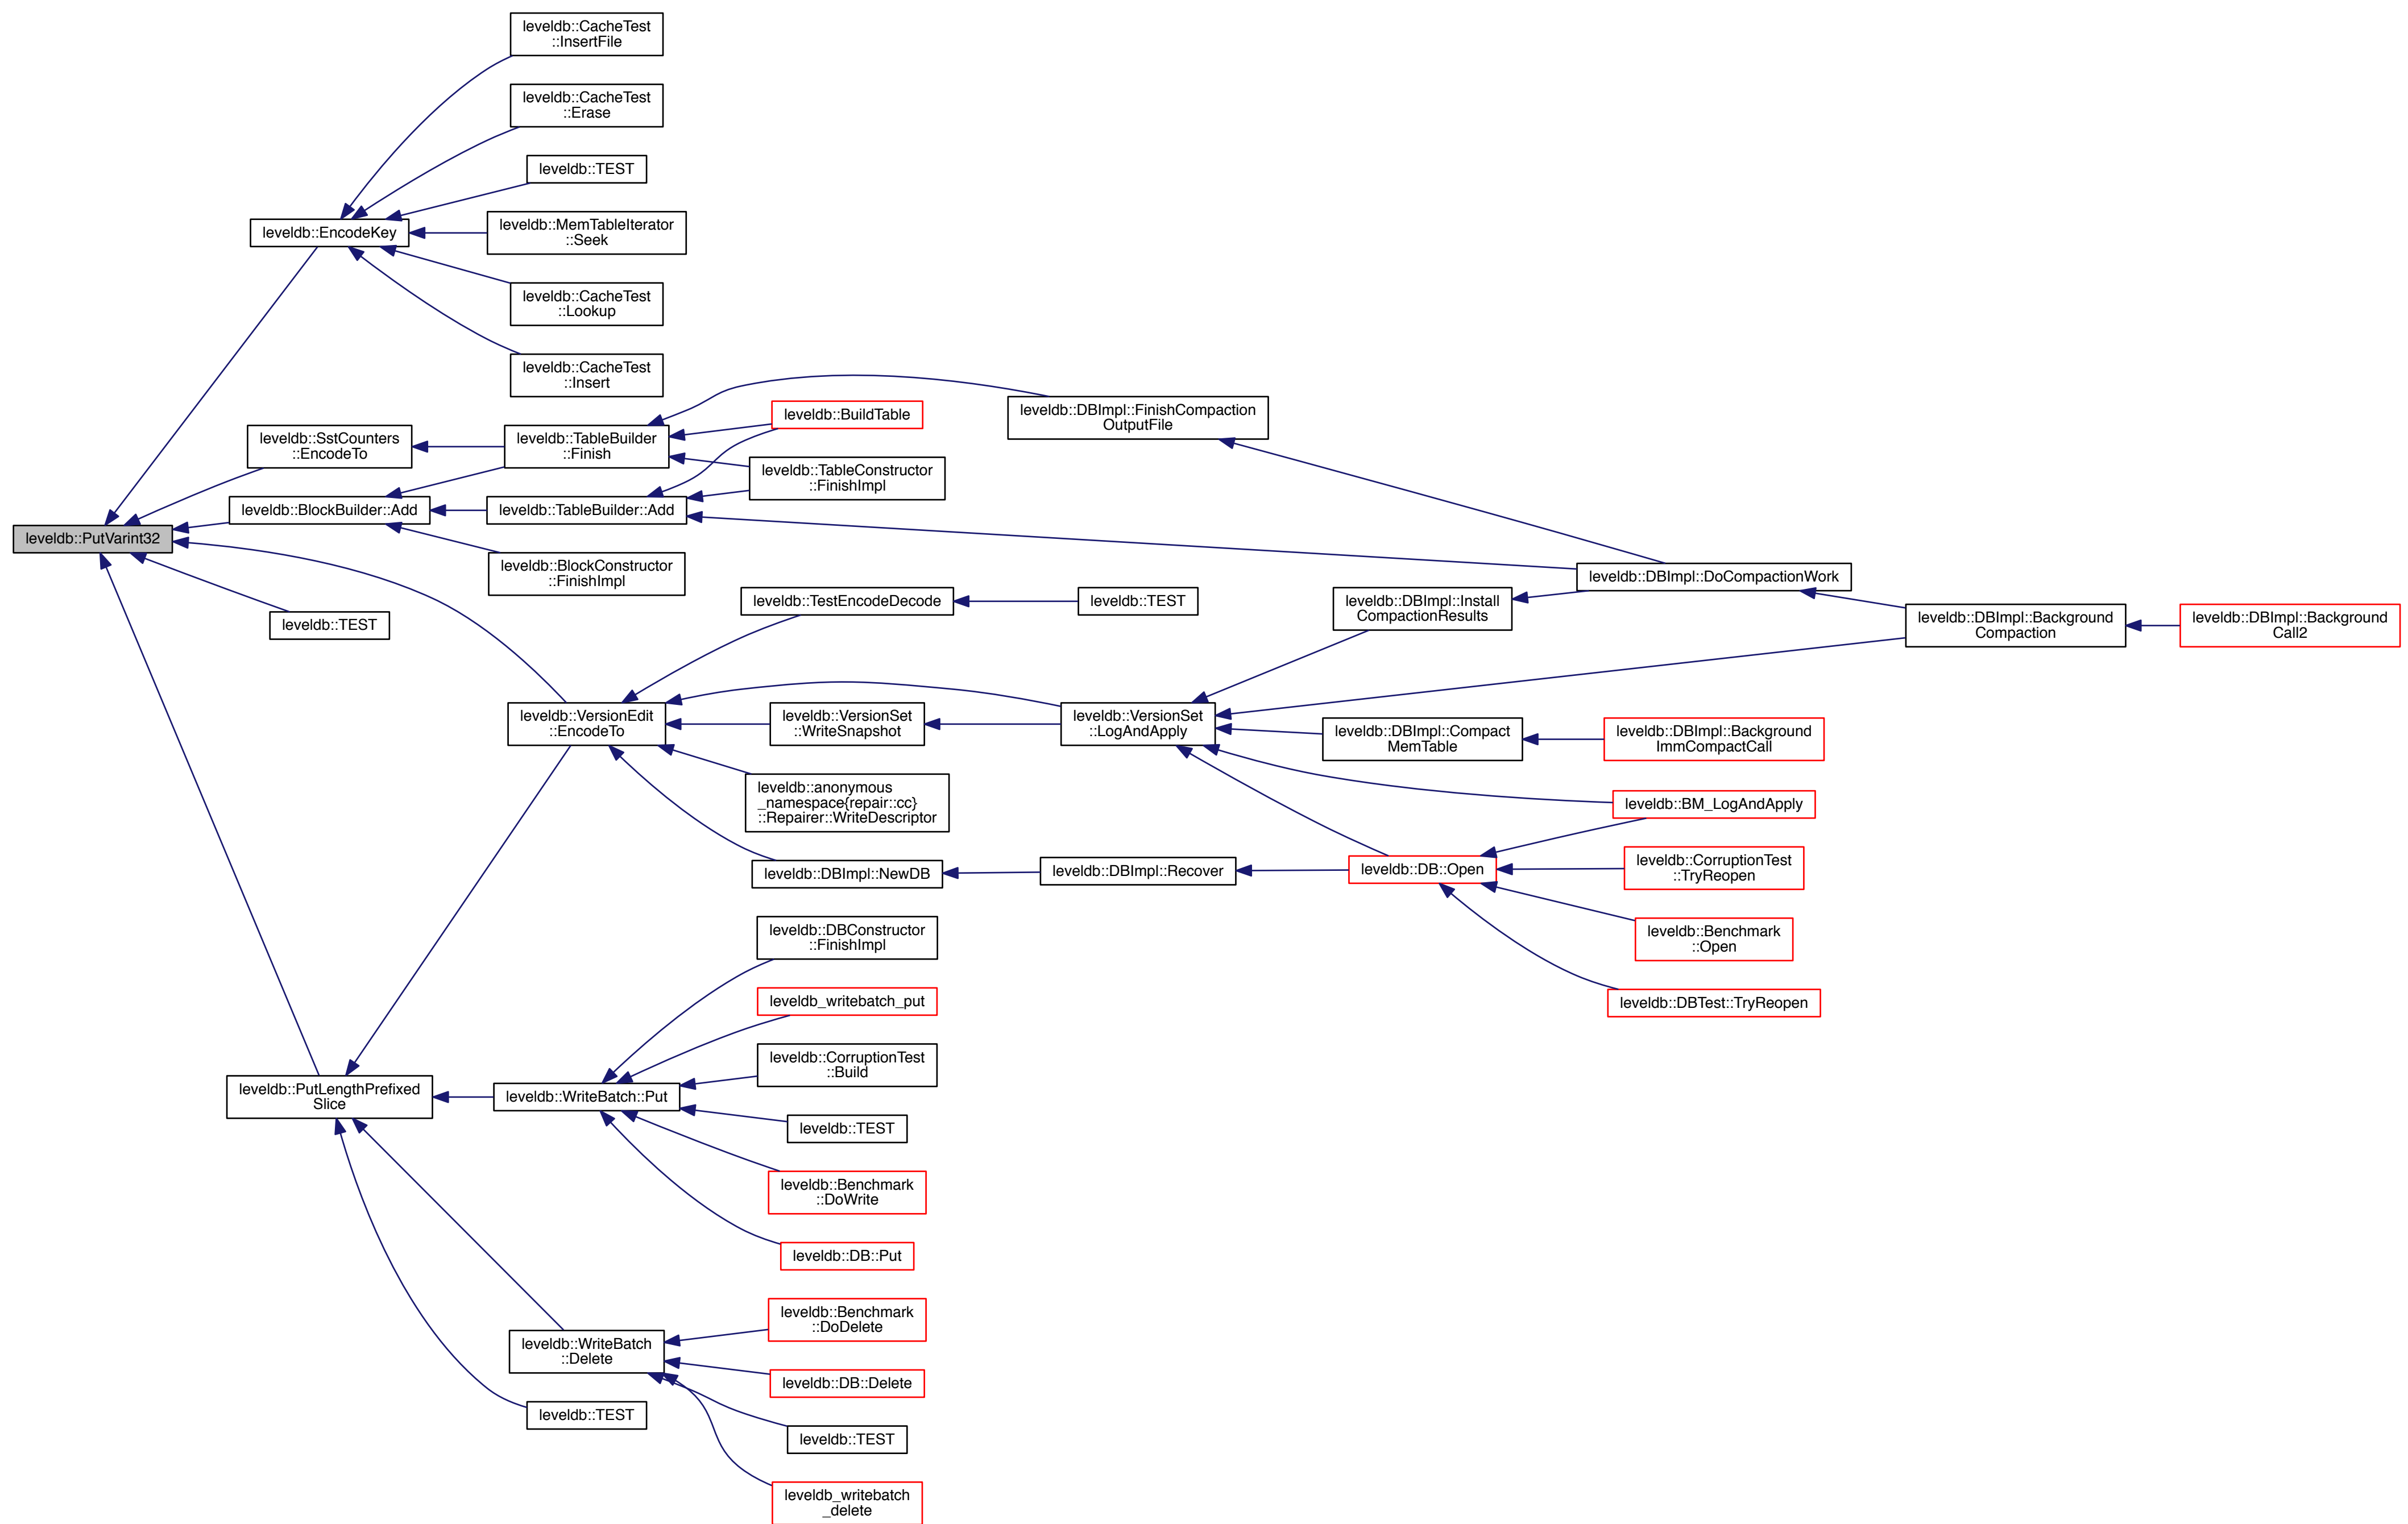 leveldb::CacheTest
::InsertFile
leveldb::CacheTest
::Erase
leveldb::TEST
leveldb::MemTableIterator
::Seek
leveldb::EncodeKey
leveldb::CacheTest
::Lookup
leveldb::CacheTest
::Insert
leveldb::BuildTable
leveldb::DBImpl::FinishCompaction
OutputFile
leveldb::SstCounters
::EncodeTo
leveldb::TableBuilder
::Finish
leveldb::TableConstructor
::FinishImpl
leveldb::BlockBuilder::Add
leveldb::TableBuilder::Add
leveldb::PutVarint32
leveldb::BlockConstructor
::FinishImpl
leveldb::DBImpl::DoCompactionWork
leveldb::TEST
leveldb::TestEncodeDecode
leveldb::TEST
leveldb::DBImpl::Install
CompactionResults
leveldb::DBImpl::Background
Compaction
leveldb::DBImpl::Background
Call2
leveldb::VersionEdit
::EncodeTo
leveldb::VersionSet
::WriteSnapshot
leveldb::VersionSet
::LogAndApply
leveldb::DBImpl::Compact
MemTable
leveldb::DBImpl::Background
ImmCompactCall
leveldb::anonymous
_namespace{repair::cc}
::Repairer::WriteDescriptor
leveldb::BM_LogAndApply
leveldb::DBImpl::NewDB
leveldb::DBImpl::Recover
leveldb::DB::Open
leveldb::CorruptionTest
::TryReopen
leveldb::Benchmark
::Open
leveldb::DBTest::TryReopen
leveldb::DBConstructor
::FinishImpl
leveldb_writebatch_put
leveldb::CorruptionTest
::Build
leveldb::PutLengthPrefixed
Slice
leveldb::WriteBatch::Put
leveldb::TEST
leveldb::Benchmark
::DoWrite
leveldb::DB::Put
leveldb::Benchmark
::DoDelete
leveldb::WriteBatch
::Delete
leveldb::DB::Delete
leveldb::TEST
leveldb::TEST
leveldb_writebatch
_delete